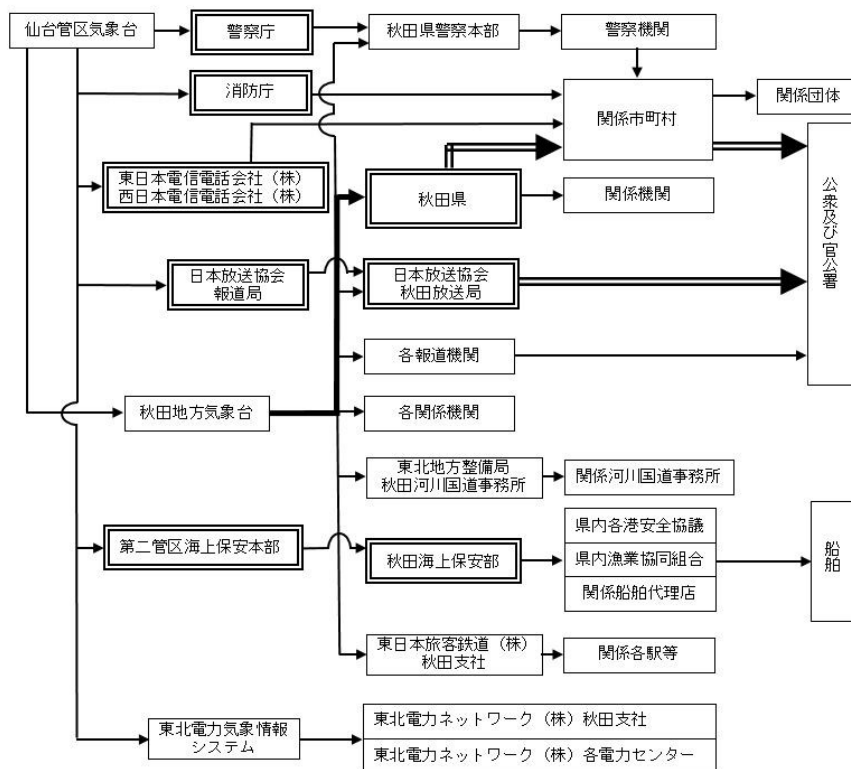 仙台管区気象台
警察庁
秋田県警察本部
警察機関
消防庁
関係市町村
関係団体
東日本電信電話会社（株）
西日本電信電話会社（株）
秋田県
関係機関
公衆及び官公署
日本放送協会
報道局
日本放送協会
秋田放送局
各報道機関
秋田地方気象台
各関係機関
東北地方整備局
秋田河川国道事務所
関係河川国道事務所
第二管区海上保安本部
秋田海上保安部
県内各港安全協議
県内漁業協同組合
関係船舶代理店
船舶
東日本旅客鉄道（株）
秋田支社
関係各駅等
東北電力気象情報
システム
東北電力ネットワーク（株）秋田支社
東北電力ネットワーク（株）各電力センター